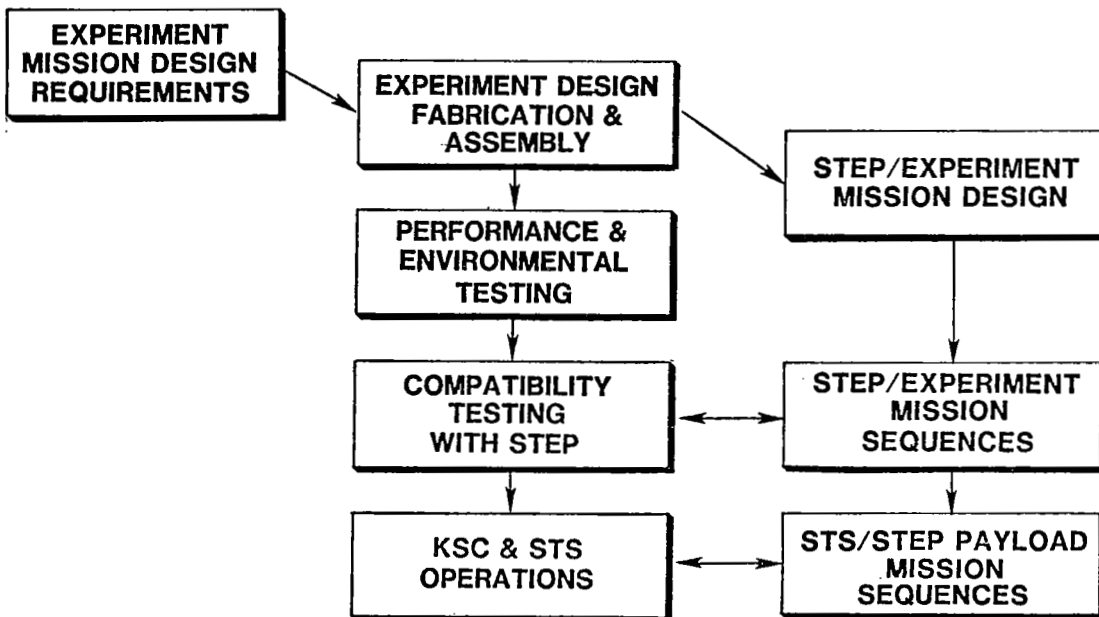 EXPERIMENT
MISSION DESIGN
REQUIREMENTS
EXPERIMENT DESIGN
FABRICATION &
ASSEMBLY
STEP/EXPERIMENT
MISSION DESIGN
PERFORMANCE &
ENVIRONMENTAL
TESTING
COMPATIBILITY
TESTING
WITH STEP
STEP/EXPERIMENT
MISSION
SEQUENCES
KSC & STS
OPERATIONS
STS/STEP PAYLOAD
MISSION
SEQUENCES